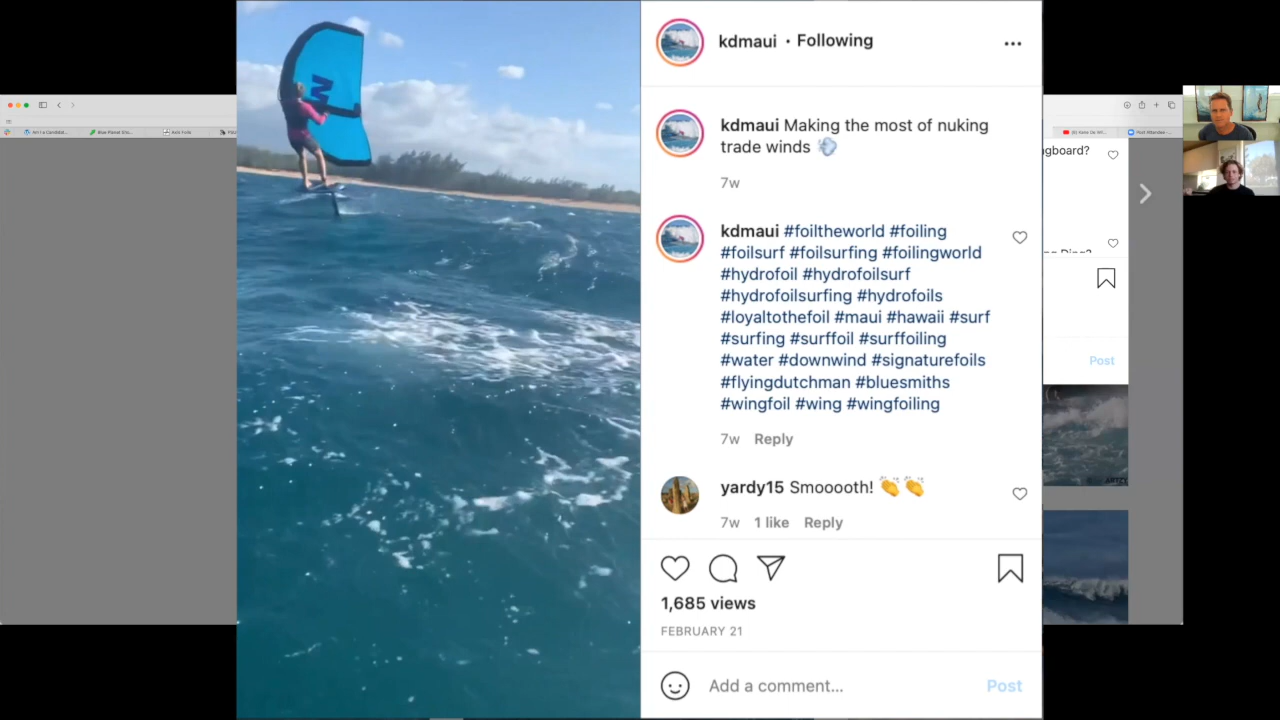 kdmaui • Following
kdmaui Making the most of nuking
trade winds 💨
7w
kdmaui #foiltheworld #foiling
#foilsurf #foilsurfing #foilingworld
#hydrofoil #hydrofoilsurf
#hydrofoilsurfing #hydrofoils
#loyaltothefoil #maui #hawaii #surf
#surfing #surffoil #surffoiling
#water #downwind #signaturefoils
#flyingdutchman #bluesmiths
#wingfoil #wing #wingfoiling
7w Reply
yardy15 Smooooth! 👏👏
7w 1 like Reply
1,685 views
FEBRUARY 21
Add a comment... Post
gboard?
Post